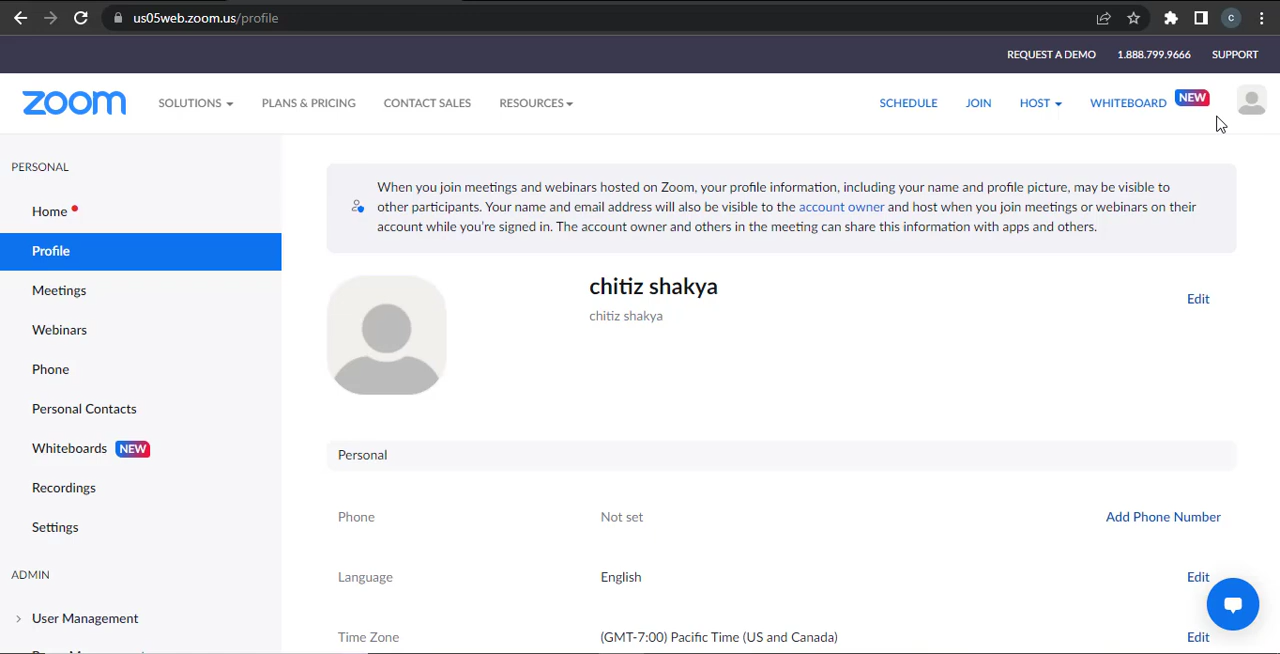 us05web.zoom.us/profile
C
REQUEST A DEMO 1.888.799.9666 SUPPORT
zoom SOLUTIONS PLANS & PRICING CONTACT SALES RESOURCES SCHEDULE JOIN HOST WHITEBOARD NEW
PERSONAL
Home
Profile
Meetings
Webinars
Phone
Personal Contacts
Whiteboards NEW
Recordings
Settings
ADMIN
User Management
When you join meetings and webinars hosted on Zoom, your profile information, including your name and profile picture, may be visible to
other participants. Your name and email address will also be visible to the account owner and host when you join meetings or webinars on their
account while you're signed in. The account owner and others in the meeting can share this information with apps and others.
chitiz shakya
chitiz shakya
Edit
Personal
Phone Not set Add Phone Number
Language English Edit
Time Zone (GMT-7:00) Pacific Time (US and Canada) Edit